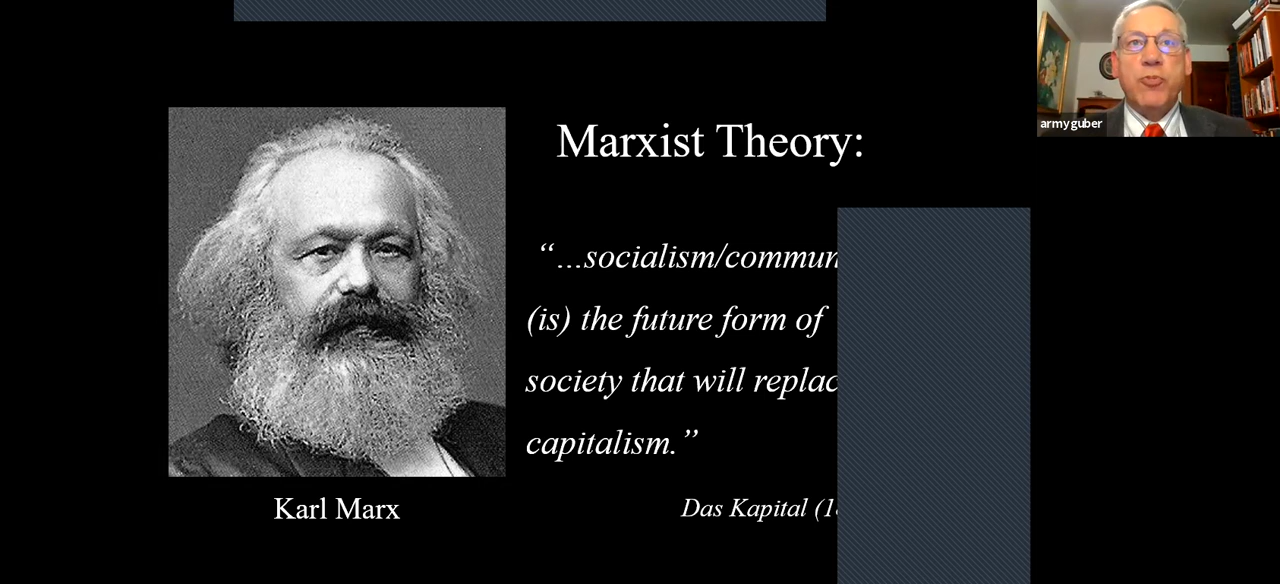 armyguber
Marxist Theory:
“...socialism/commun
(is) the future form of
society that will replac
capitalism.”
Karl Marx
Das Kapital (1